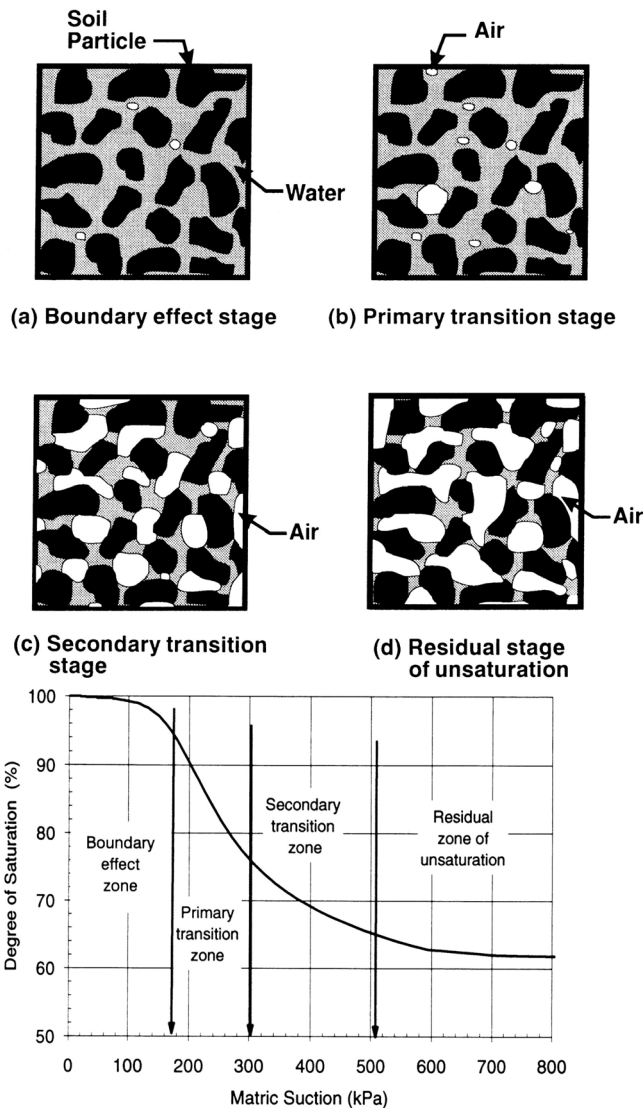 Soil
Particle
Air
Water
(a) Boundary effect stage
(b) Primary transition stage
Air
Air
(c) Secondary transition
stage
(d) Residual stage
of unsaturation
Degree of Saturation (%)
100
90
80
70
60
50
Boundary
effect
zone
Primary
transition
zone
Secondary
transition
zone
Residual
zone of
unsaturation
0 100 200 300 400 500 600 700 800
Matric Suction (kPa)